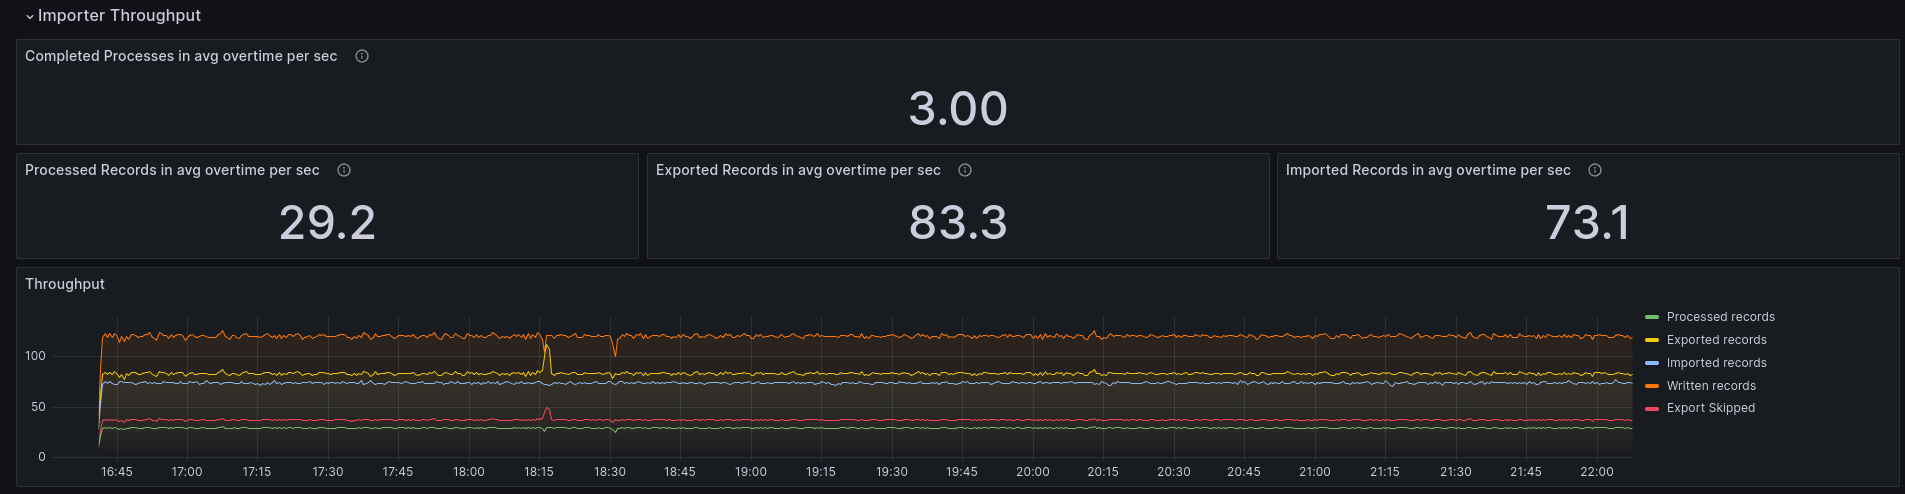 Importer Throughput
Completed Processes in avg overtime per sec
3.00
Processed Records in avg overtime per sec
29.2
Exported Records in avg overtime per sec
83.3
Imported Records in avg overtime per sec
73.1
Throughput
100
50
0
16:45 17:00 17:15 17:30 17:45 18:00 18:15 18:30 18:45 19:00 19:15 19:30 19:45 20:00 20:15 20:30 20:45 21:00 21:15 21:30 21:45 22:00
Processed records
Exported records
Imported records
Written records
Export Skipped